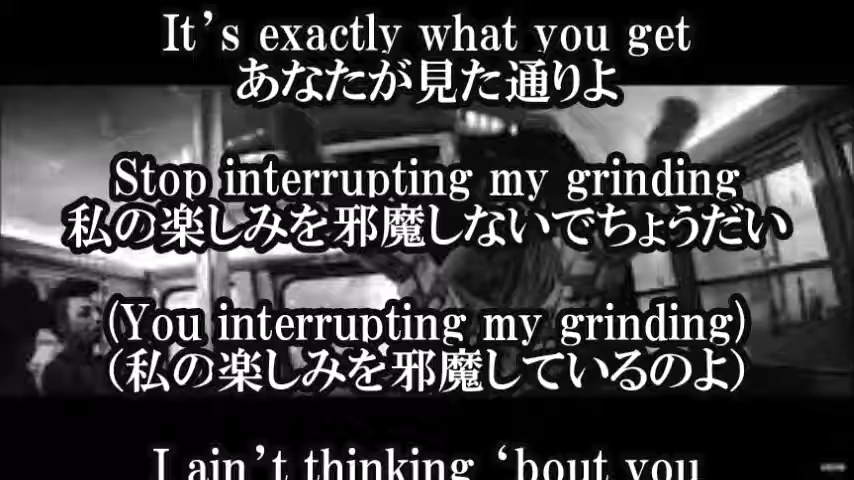 It’s exactly what you get
あなたが見た通りよ
Stop interrupting my grinding
私の楽しみを邪魔しないでちょうだい
(You interrupting my grinding)
（私の楽しみを邪魔しているのよ）
I ain’t thinking ‘bout you